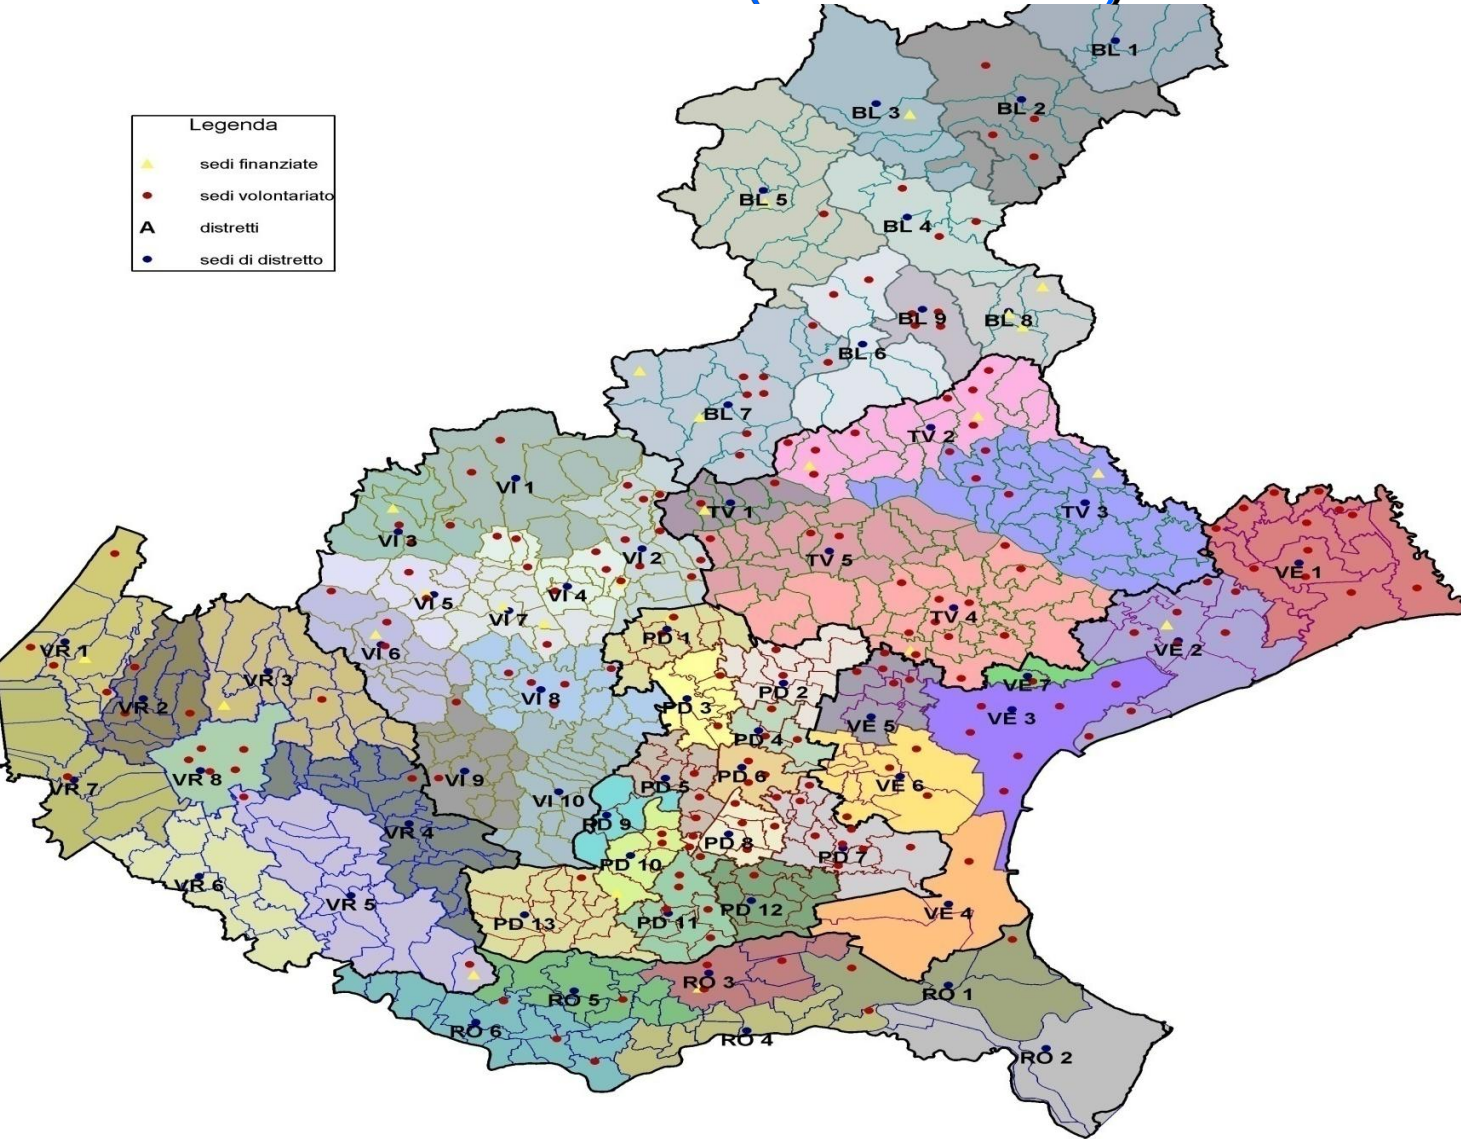 Legenda
sedi finanziate
sedi volontariato
A distretti
sedi di distretto
BL 1
BL 2
BL 3
BL 5
BL 4
BL 9
BL 8
BL 6
BL 7
TV 2
VI 1
TV 1
TV 3
VI 3
VI 2
TV 5
VE 1
VI 5
VI 4
VI 7
TV 4
PD 1
VI 6
VR 1
VE 2
VR 3
VE 7
VR 2
VI 8
PD 2
PD 3
VE 5
VE 3
PD 4
VR 8
VI 9
PD 6
VR 7
PD 5
VE 6
VI 10
PD 9
VR 4
PD 8
PD 7
PD 10
VR 6
VR 5
PD 13
PD 11
PD 12
VE 4
RO 3
RO 5
RO 1
RO 6
RO 4
RO 2